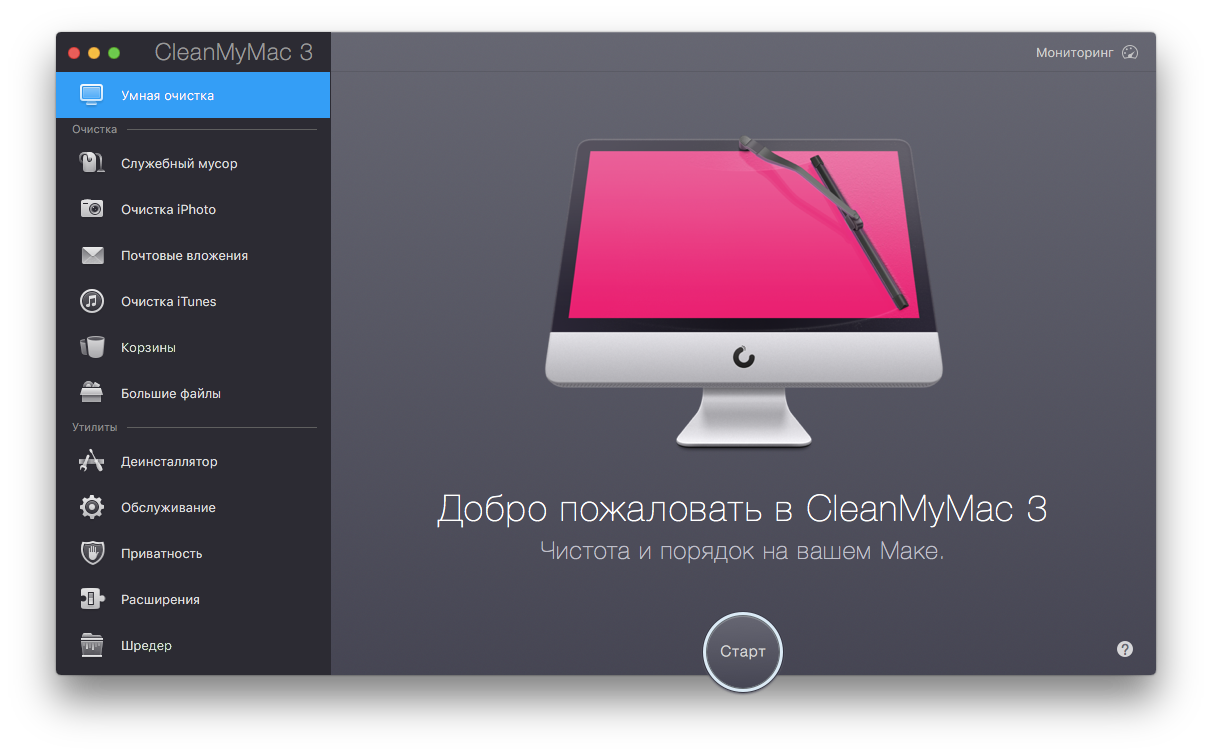 CleanMyMac 3
Мониторинг
Умная очистка
Очистка
Служебный мусор
Очистка iPhoto
Почтовые вложения
Очистка iTunes
Корзины
Большие файлы
Утилиты
Деинсталлятор
Обслуживание
Приватность
Расширения
Шредер
Добро пожаловать в CleanMyMac 3
Чистота и порядок на вашем Маке.
Старт
?